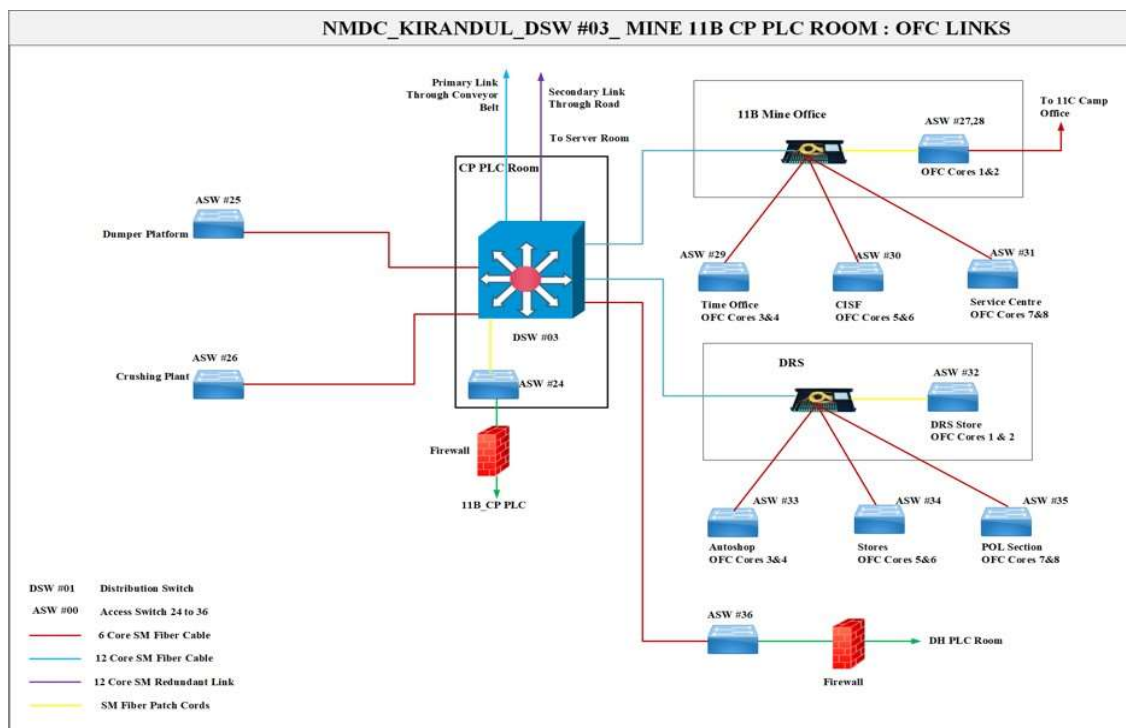 NMDC_KIRANDUL_DSW #03_ MINE 11B CP PLC ROOM : OFC LINKS
Primary Link
Through Conveyor
Belt
Secondary Link
Through Road
To Server Room
CP PLC Room
ASW #25
Dumper Platform
ASW #26
Crushing Plant
DSW #03
ASW #24
Firewall
11B_CP PLC
11B Mine Office
ASW #27,28
OFC Cores 1&2
To 11C Camp
Office
ASW #29
Time Office
OFC Cores 3&4
ASW #30
CISF
OFC Cores 5&6
ASW #31
Service Centre
OFC Cores 7&8
DRS
ASW #32
DRS Store
OFC Cores 1 & 2
ASW #33
Autoshop
OFC Cores 3&4
ASW #34
Stores
OFC Cores 5&6
ASW #35
POL Section
OFC Cores 7&8
ASW #36
Firewall
DH PLC Room
DSW #01 Distribution Switch
ASW #00 Access Switch 24 to 36
6 Core SM Fiber Cable
12 Core SM Fiber Cable
12 Core SM Redundant Link
SM Fiber Patch Cords